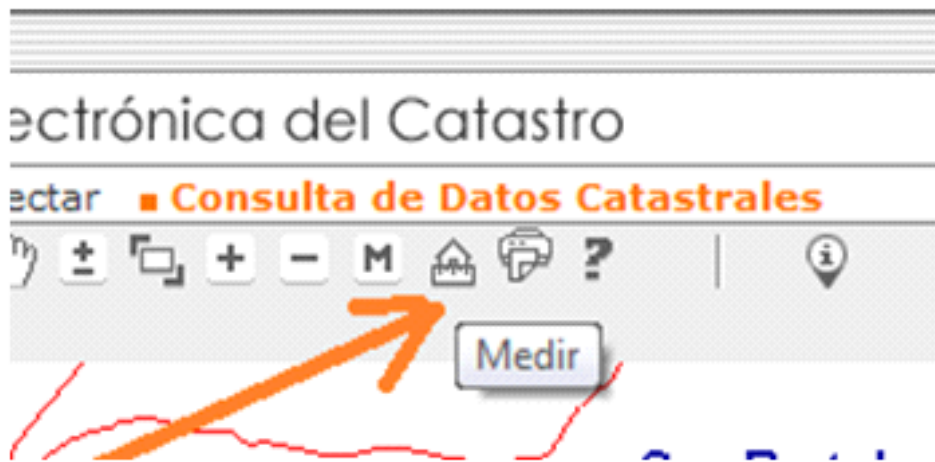 ectrónica del Catastro
ectar ▪ Consulta de Datos Catastrales
± + − M ? i
Medir